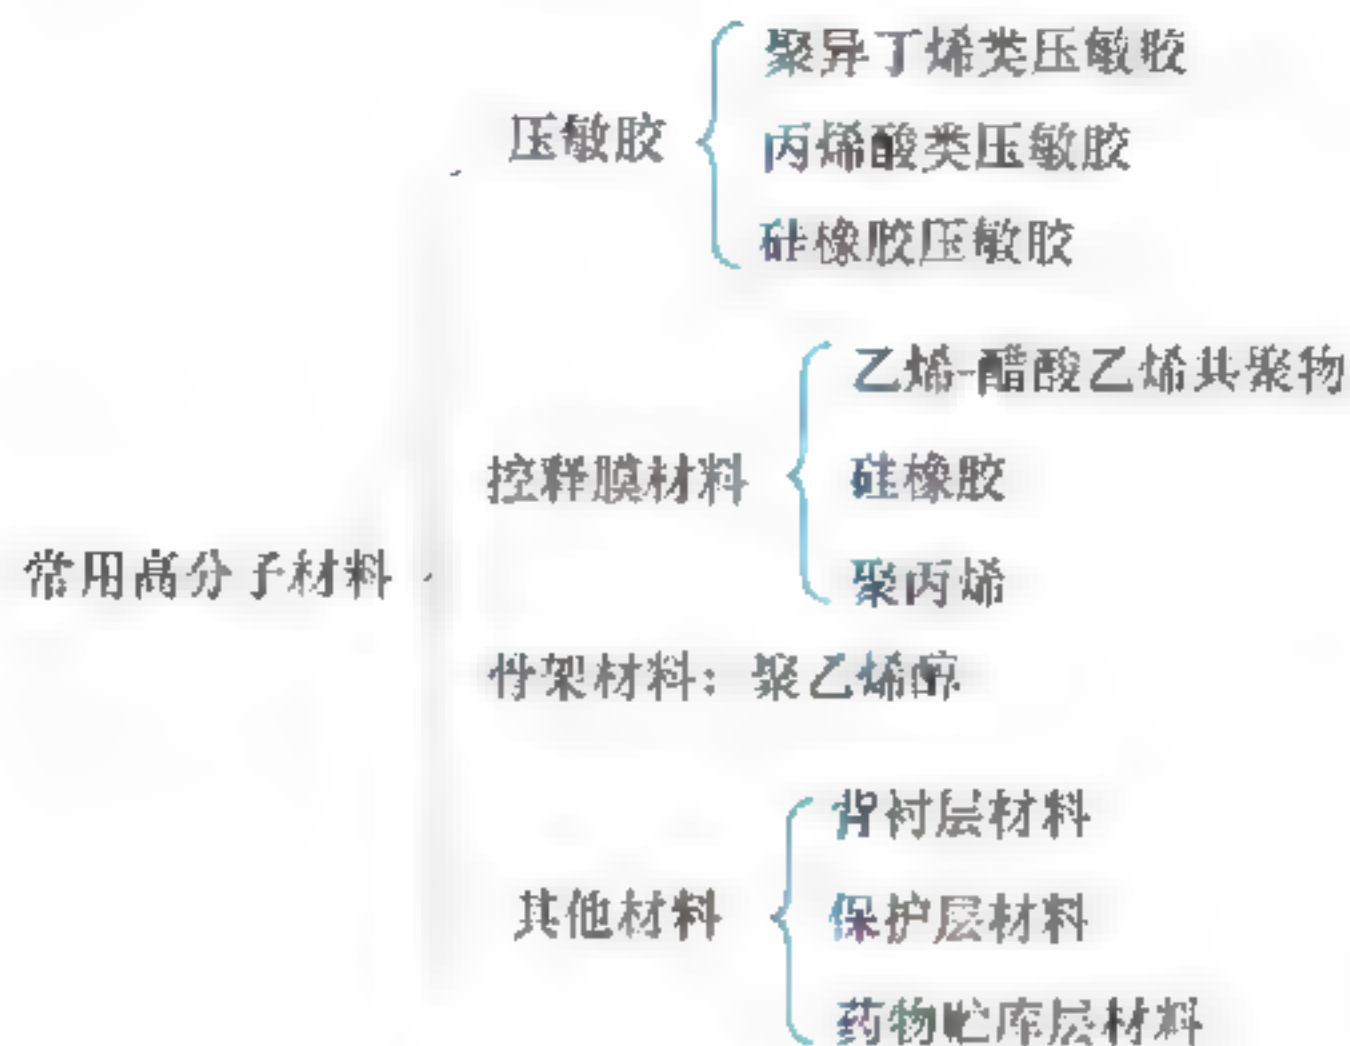 聚异丁烯类压敏胶
压敏胶
丙烯酸类压敏胶
硅橡胶压敏胶
乙烯-醋酸乙烯共聚物
控释膜材料
硅橡胶
常用高分子材料
聚丙烯
骨架材料：聚乙烯醇
背衬层材料
其他材料
保护层材料
药物贮库层材料